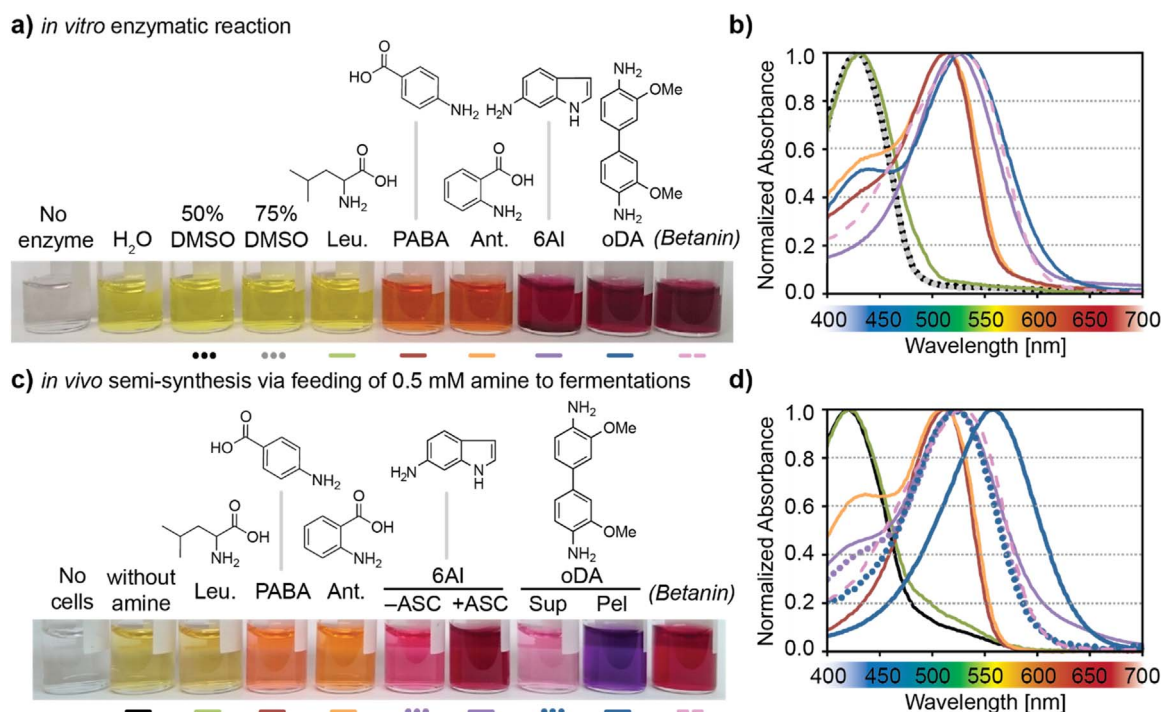 a) in vitro enzymatic reaction
O
HO
NH₂
H₂N
N
H
NH₂
OMe
OMe
NH₂
O
OH
NH₂
O
OH
NH₂
No
enzyme
H₂O
50%
DMSO
75%
DMSO
Leu.
PABA
Ant.
6AI
oDA
(Betanin)
b)
Normalized Absorbance
1.0
0.8
0.6
0.4
0.2
0.0
400 450 500 550 600 650 700
Wavelength [nm]
c) in vivo semi-synthesis via feeding of 0.5 mM amine to fermentations
O
HO
NH₂
H₂N
N
H
NH₂
OMe
OMe
NH₂
O
OH
NH₂
O
OH
NH₂
No
cells
without
amine
Leu.
PABA
Ant.
6AI
–ASC +ASC
oDA
Sup Pel
(Betanin)
d)
Normalized Absorbance
1.0
0.8
0.6
0.4
0.2
0.0
400 450 500 550 600 650 700
Wavelength [nm]